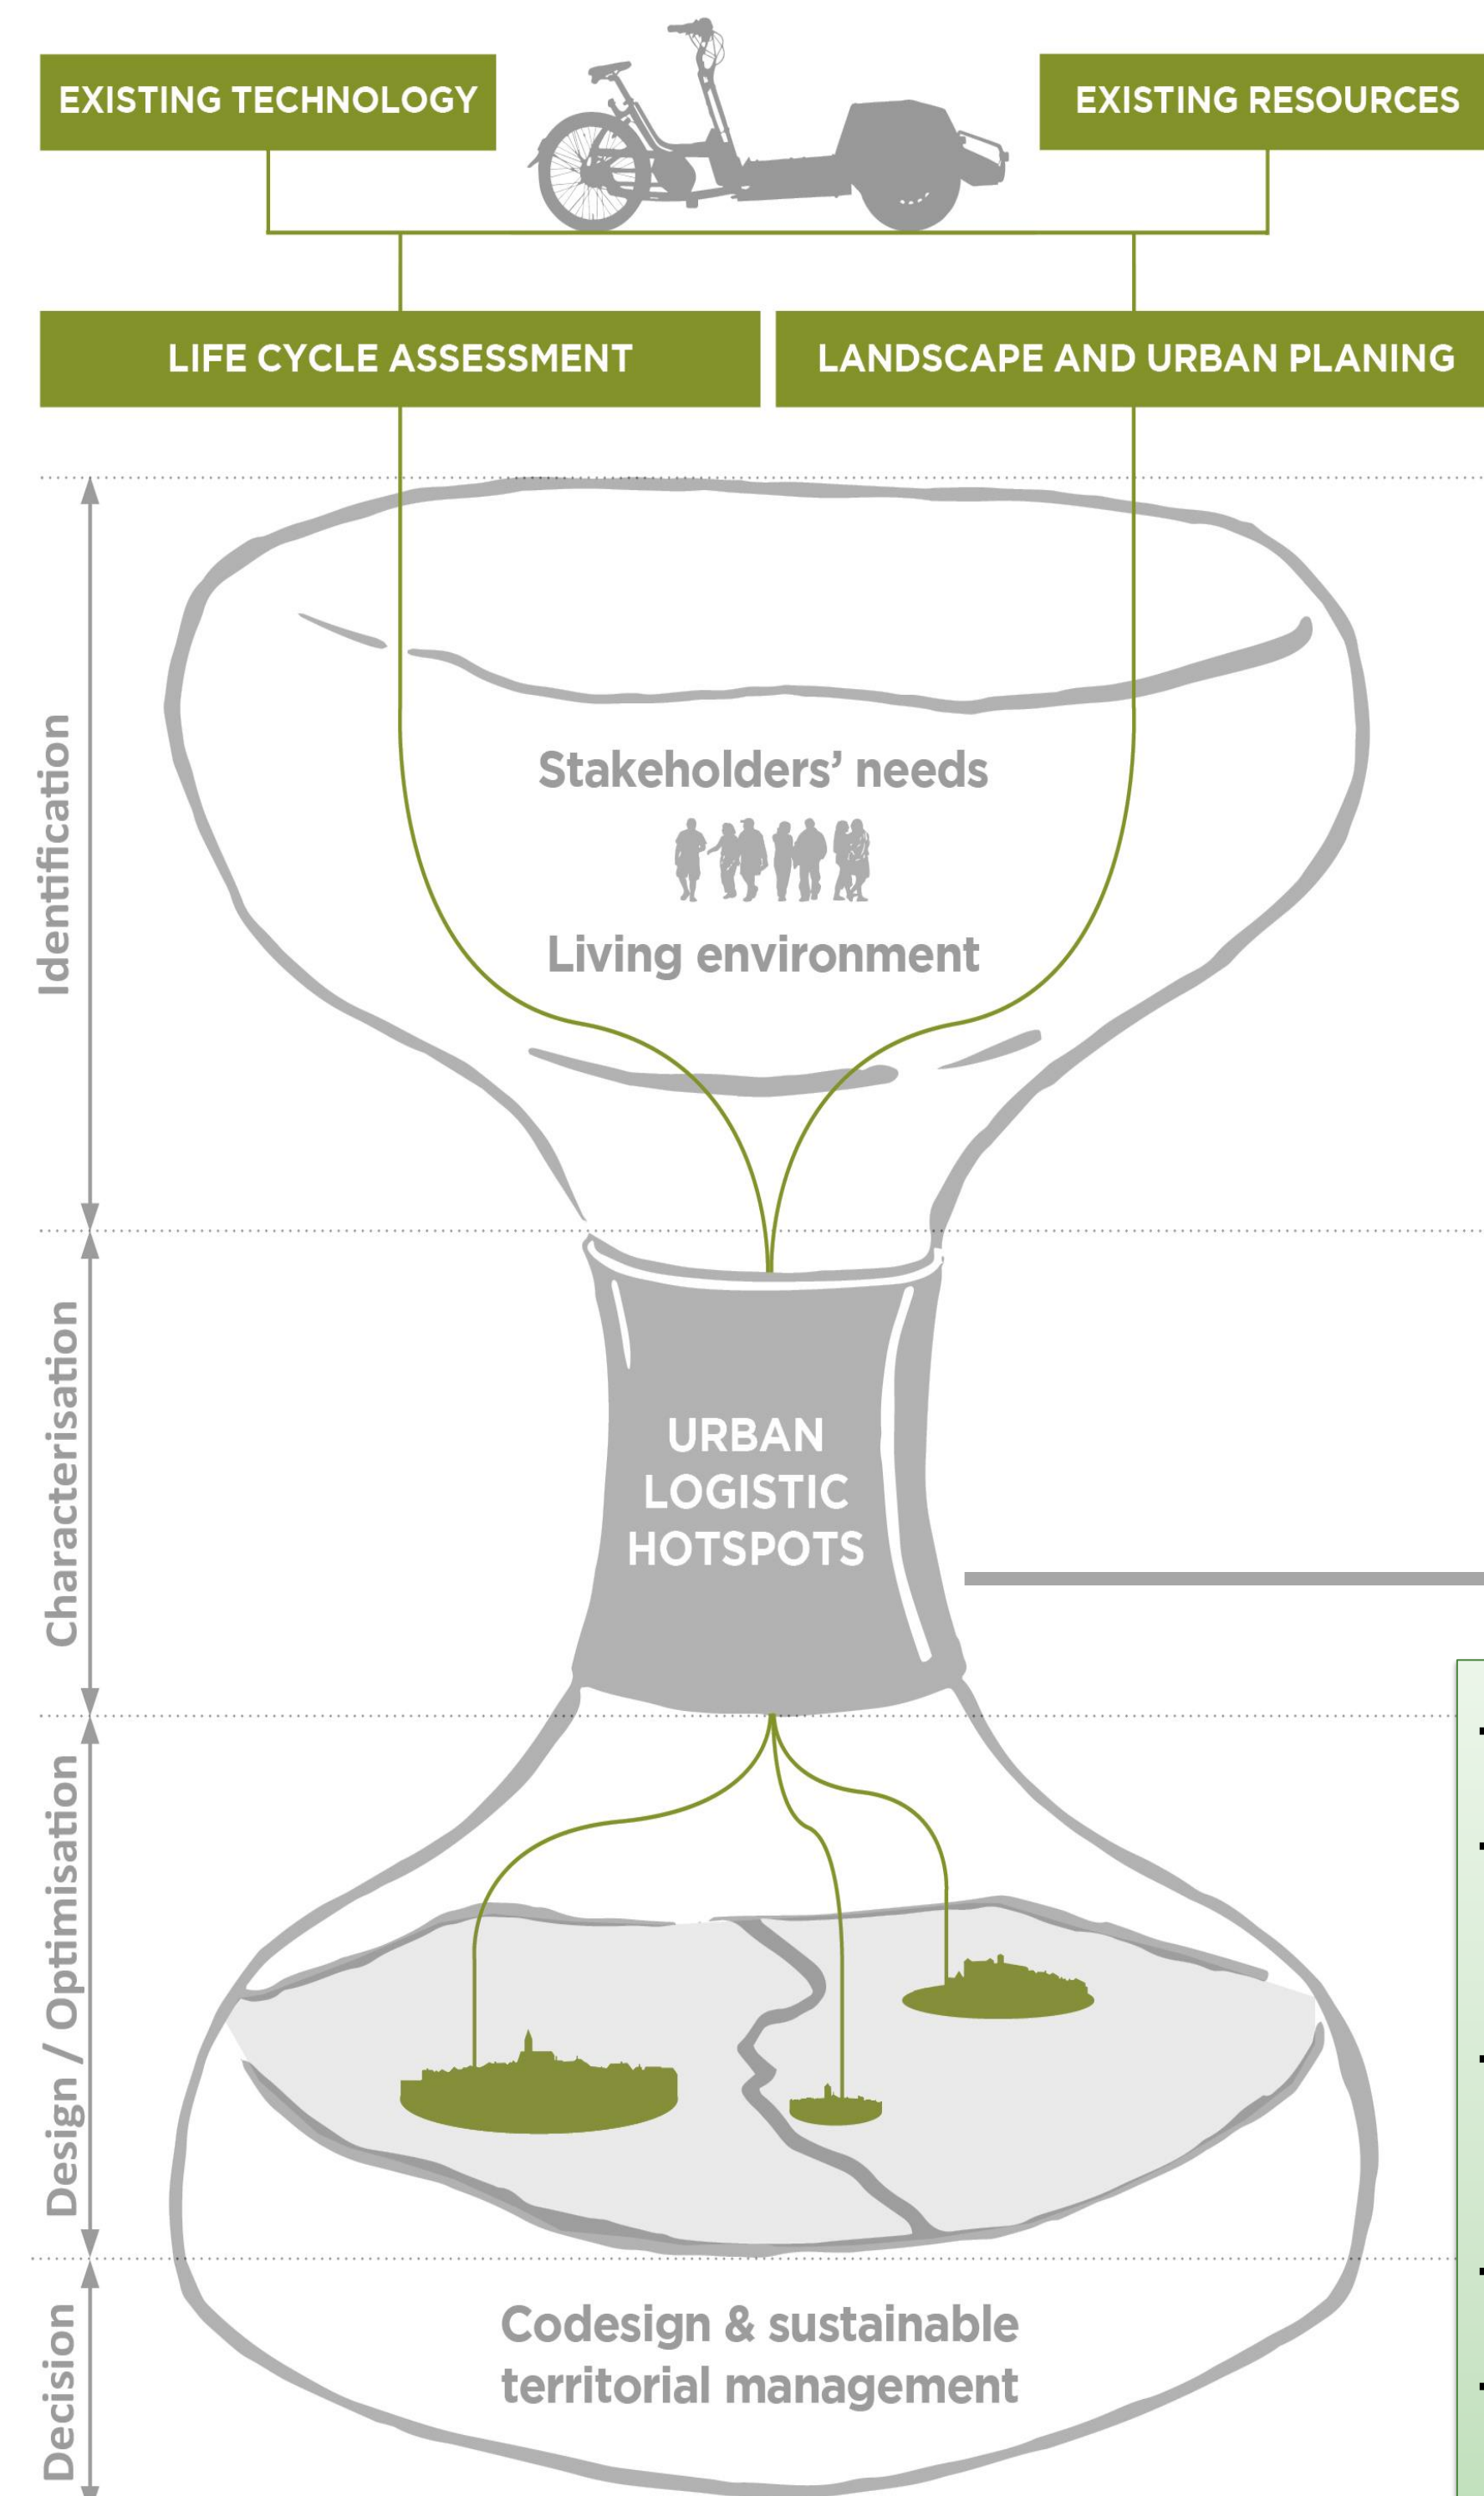 EXISTING TECHNOLOGY
EXISTING RESOURCES
LIFE CYCLE ASSESSMENT
LANDSCAPE AND URBAN PLANING
Identification
Stakeholders’ needs
Living environment
Characterisation
URBAN
LOGISTIC
HOTSPOTS
Design / Optimisation
Decision
Codesign & sustainable
territorial management